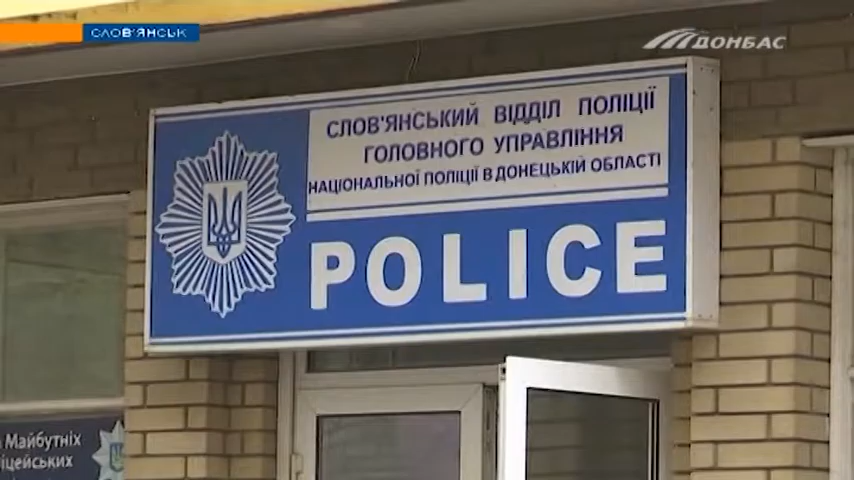 СЛОВ'ЯНСЬК
ДОНБАС
СЛОВ'ЯНСЬКИЙ ВІДДІЛ ПОЛІЦІЇ
ГОЛОВНОГО УПРАВЛІННЯ
НАЦІОНАЛЬНОЇ ПОЛІЦІЇ В ДОНЕЦЬКІЙ ОБЛАСТІ
POLICE
Майбутніх
іцейських